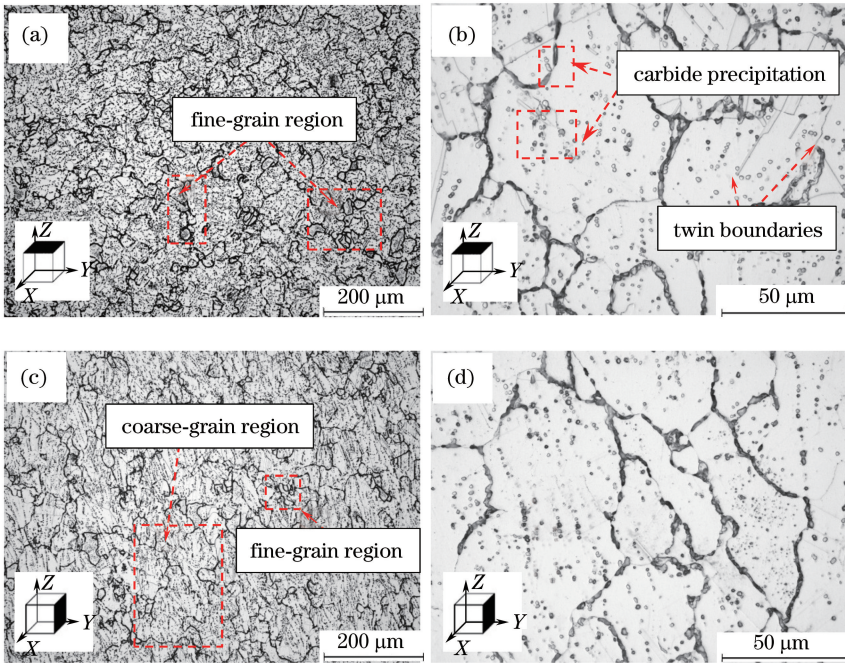 (a)
fine-grain region
Z
Y
X
200 μm
(b)
carbide precipitation
twin boundaries
Z
Y
X
50 μm
(c)
coarse-grain region
fine-grain region
Z
Y
X
200 μm
(d)
Z
Y
X
50 μm